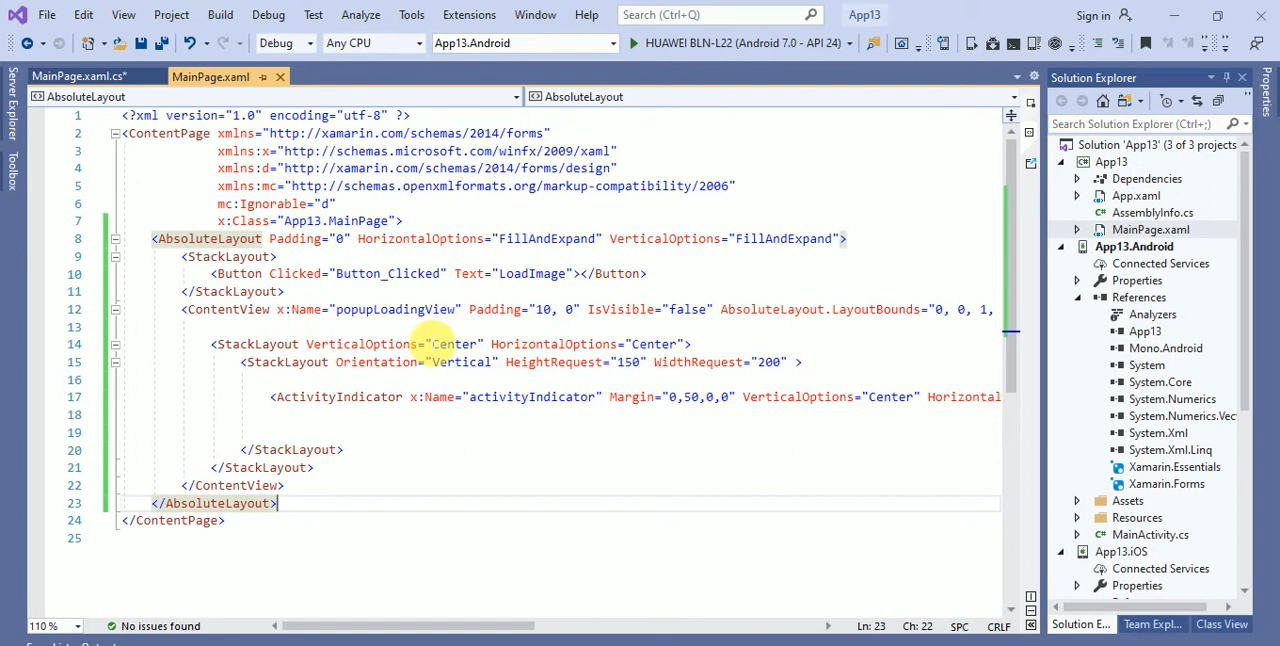 File Edit View Project Build Debug Test Analyze Tools Extensions Window Help Search (Ctrl+Q) App13 Sign in
Debug Any CPU App13.Android HUAWEI BLN-L22 (Android 7.0 - API 24)
Server Explorer
Toolbox
MainPage.xaml.cs* MainPage.xaml
AbsoluteLayout AbsoluteLayout
1 <?xml version="1.0" encoding="utf-8" ?>
2 <ContentPage xmlns="http://xamarin.com/schemas/2014/forms"
3 xmlns:x="http://schemas.microsoft.com/winfx/2009/xaml"
4 xmlns:d="http://xamarin.com/schemas/2014/forms/design"
5 xmlns:mc="http://schemas.openxmlformats.org/markup-compatibility/2006"
6 mc:Ignorable="d"
7 x:Class="App13.MainPage">
8 <AbsoluteLayout Padding="0" HorizontalOptions="FillAndExpand" VerticalOptions="FillAndExpand">
9 <StackLayout>
10 <Button Clicked="Button_Clicked" Text="LoadImage"></Button>
11 </StackLayout>
12 <ContentView x:Name="popupLoadingView" Padding="10, 0" IsVisible="false" AbsoluteLayout.LayoutBounds="0, 0, 1,
13
14 <StackLayout VerticalOptions="Center" HorizontalOptions="Center">
15 <StackLayout Orientation="Vertical" HeightRequest="150" WidthRequest="200" >
16
17 <ActivityIndicator x:Name="activityIndicator" Margin="0,50,0,0" VerticalOptions="Center" Horizontal
18
19
20 </StackLayout>
21 </StackLayout>
22 </ContentView>
23 </AbsoluteLayout>
24 </ContentPage>
25
110 % No issues found Ln: 23 Ch: 22 SPC CRLF
Solution Explorer
Search Solution Explorer (Ctrl+;)
Solution 'App13' (3 of 3 projects
App13
Dependencies
App.xaml
AssemblyInfo.cs
MainPage.xaml
App13.Android
Connected Services
Properties
References
Analyzers
App13
Mono.Android
System
System.Core
System.Numerics
System.Numerics.Vec
System.Xml
System.Xml.Linq
Xamarin.Essentials
Xamarin.Forms
Assets
Resources
MainActivity.cs
App13.iOS
Connected Services
Properties
Solution E... Team Expl... Class View
Properties